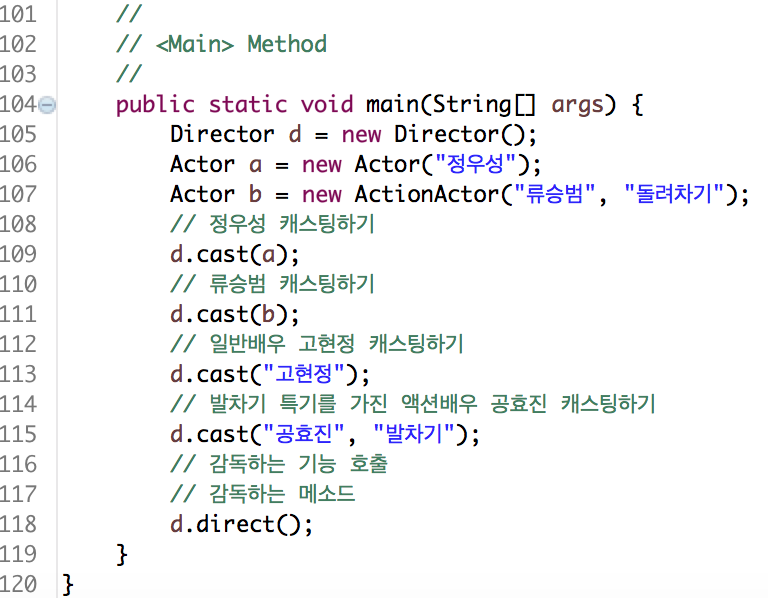 101 //
102 // <Main> Method
103 //
104 public static void main(String[] args) {
105 Director d = new Director();
106 Actor a = new Actor("정우성");
107 Actor b = new ActionActor("류승범", "돌려차기");
108 // 정우성 캐스팅하기
109 d.cast(a);
110 // 류승범 캐스팅하기
111 d.cast(b);
112 // 일반배우 고현정 캐스팅하기
113 d.cast("고현정");
114 // 발차기 특기를 가진 액션배우 공효진 캐스팅하기
115 d.cast("공효진", "발차기");
116 // 감독하는 기능 호출
117 // 감독하는 메소드
118 d.direct();
119 }
120 }